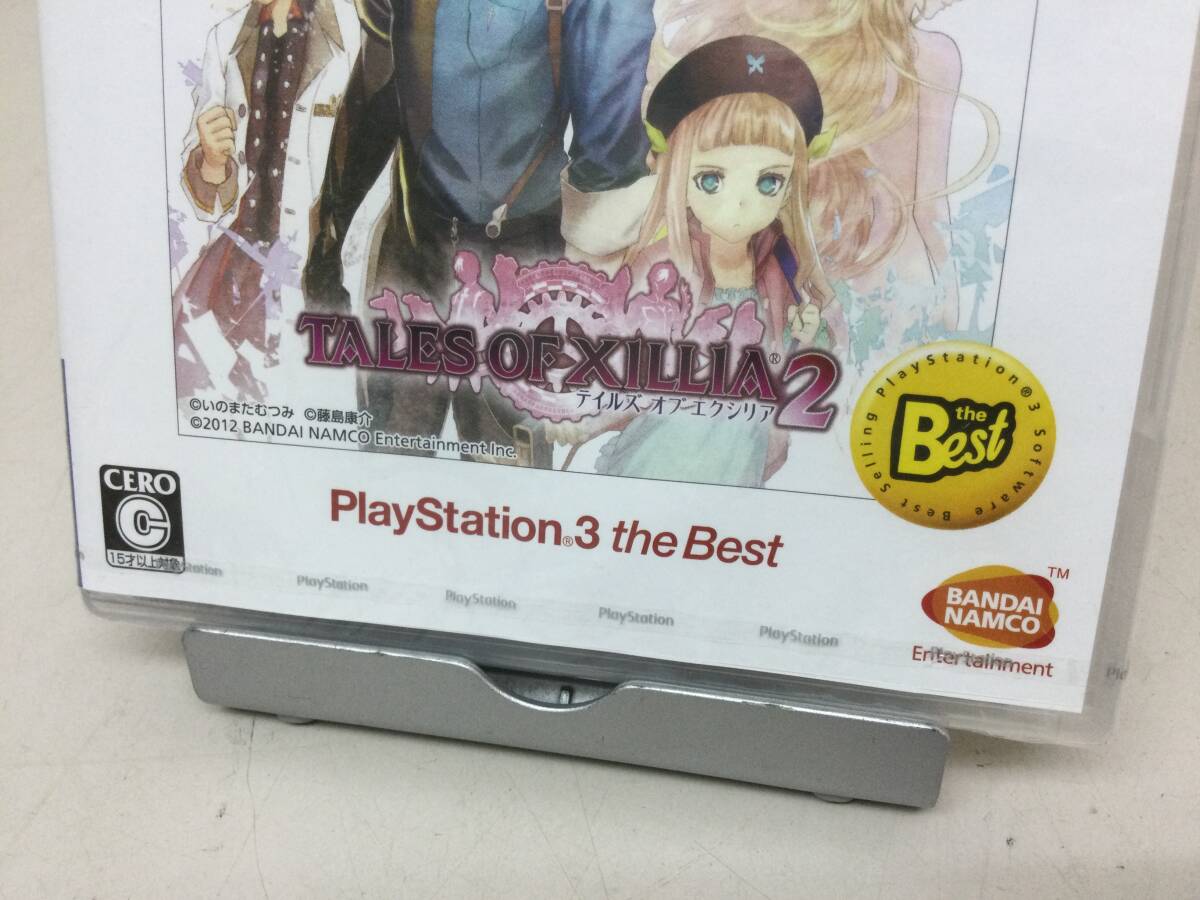 TALES OF XILLIA® 2
テイルズ オブ エクシリア
©いのまたむつみ ©藤島康介
©2012 BANDAI NAMCO Entertainment Inc.
PlayStation®3 Software Best Selling
the
Best
CERO
C
15才以上対象
PlayStation®3 the Best
BANDAI
NAMCO
TM
Entertainment
PlayStation PlayStation PlayStation PlayStation